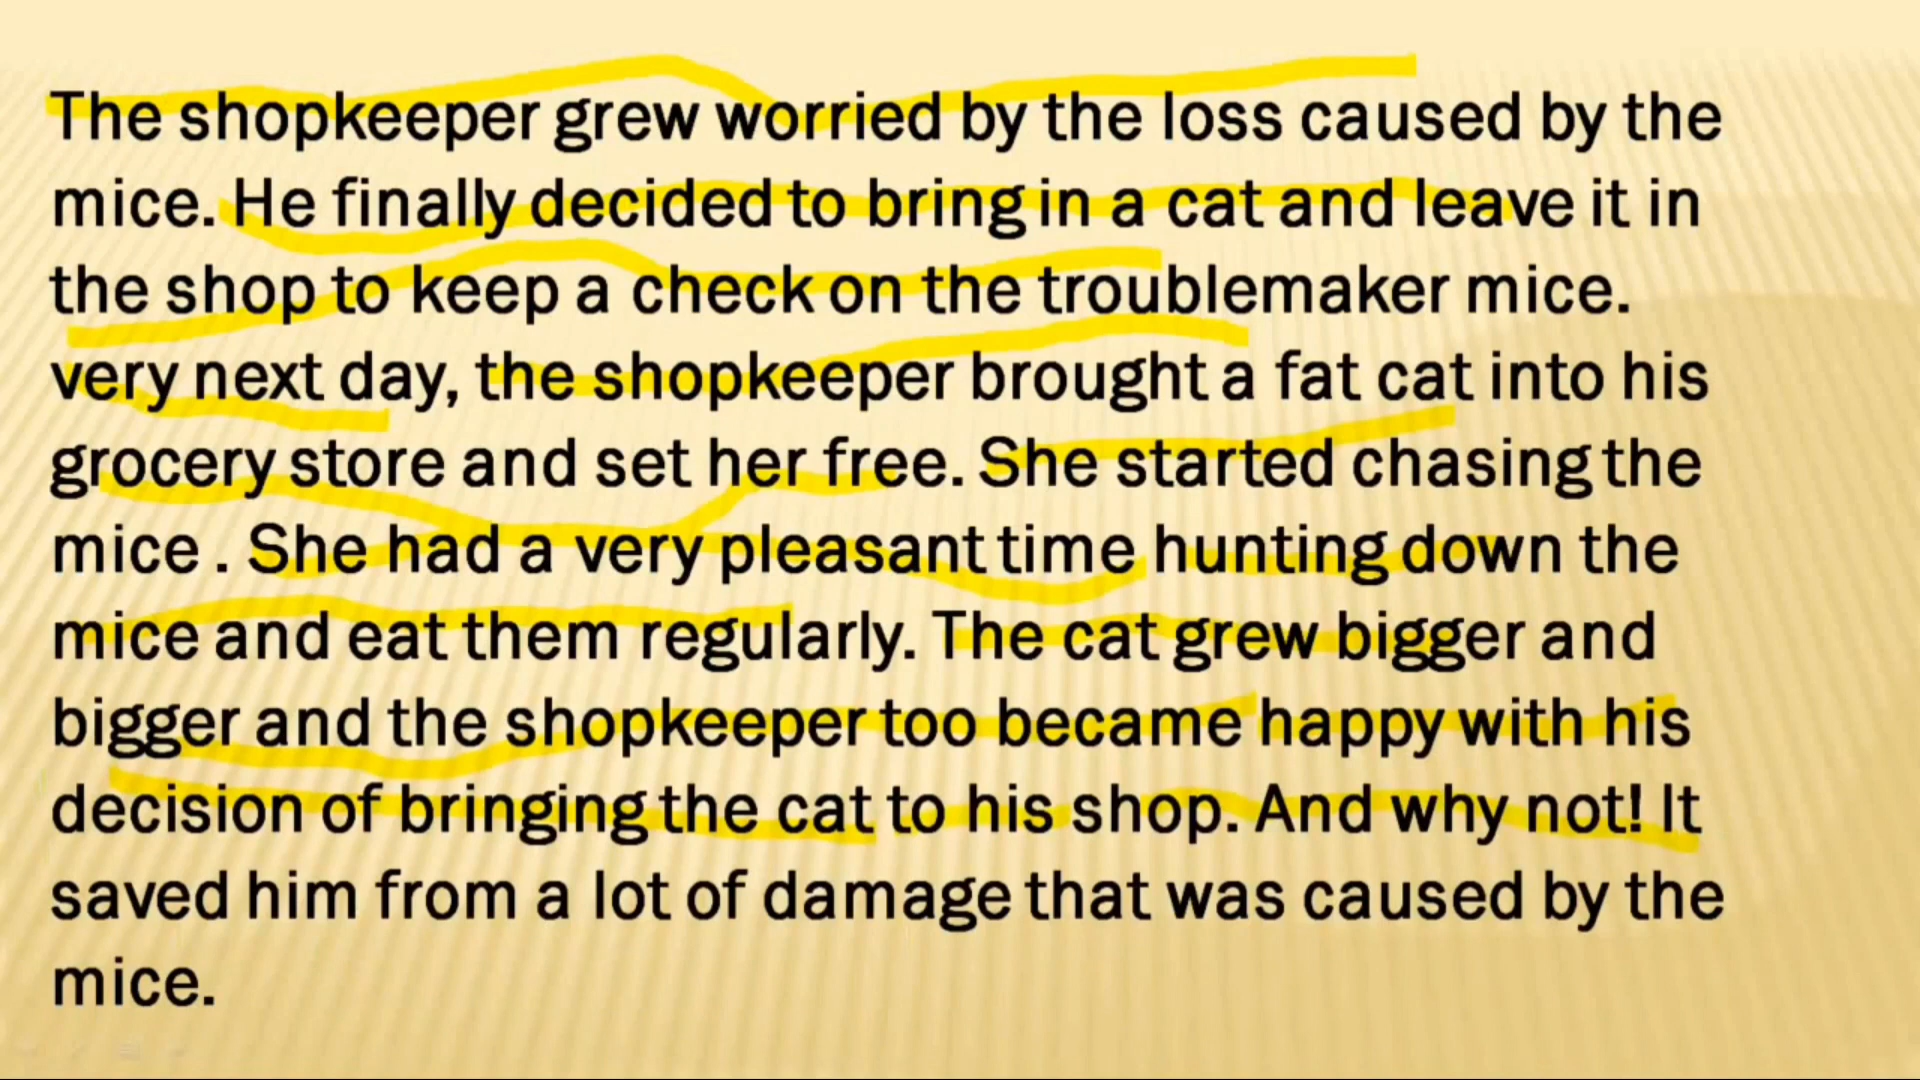 The shopkeeper grew worried by the loss caused by the
mice. He finally decided to bring in a cat and leave it in
the shop to keep a check on the troublemaker mice.
very next day, the shopkeeper brought a fat cat into his
grocery store and set her free. She started chasing the
mice . She had a very pleasant time hunting down the
mice and eat them regularly. The cat grew bigger and
bigger and the shopkeeper too became happy with his
decision of bringing the cat to his shop. And why not! It
saved him from a lot of damage that was caused by the
mice.